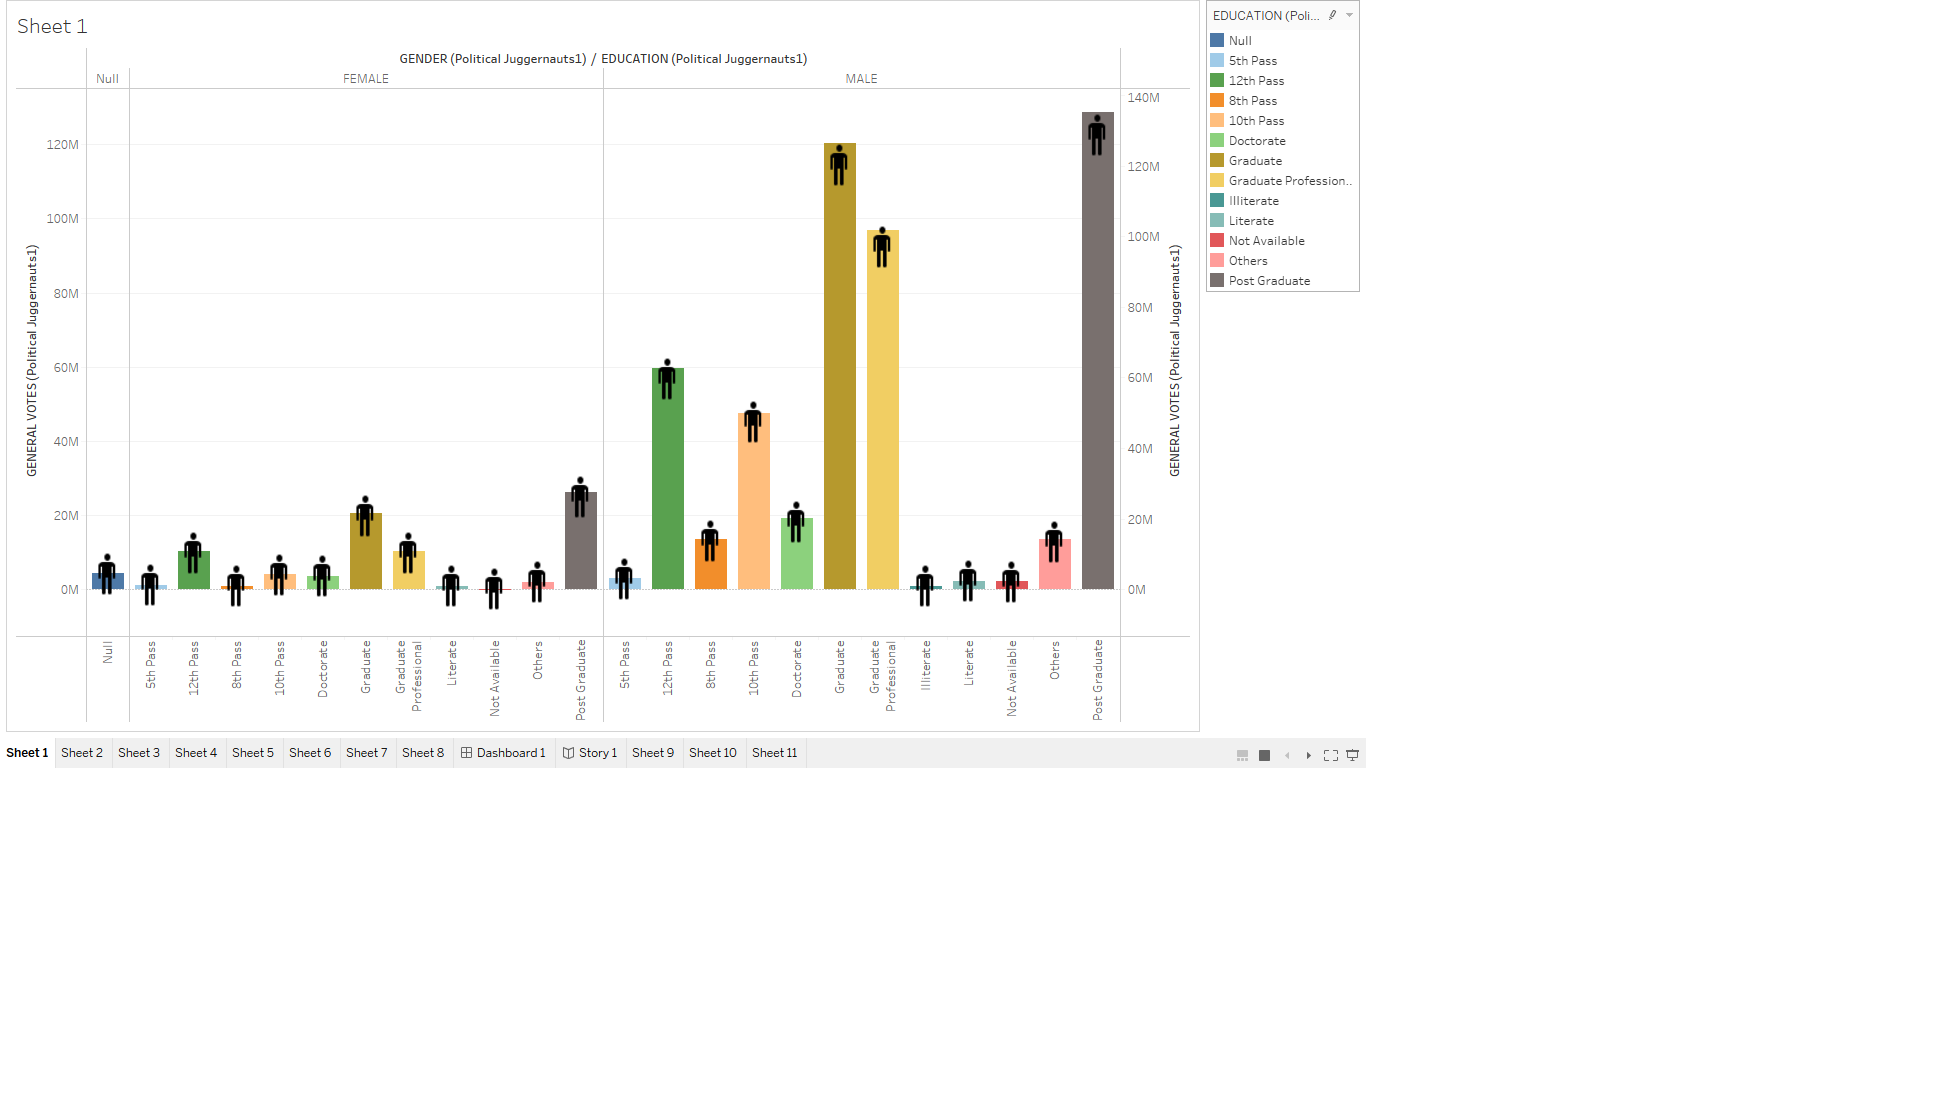 Sheet 1
GENDER (Political Juggernauts1) / EDUCATION (Political Juggernauts1)
Null
FEMALE
MALE
GENERAL VOTES (Political Juggernauts1)
120M
100M
80M
60M
40M
20M
0M
140M
120M
100M
80M
60M
40M
20M
0M
GENERAL VOTES (Political Juggernauts1)
Null
5th Pass
12th Pass
8th Pass
10th Pass
Doctorate
Graduate
Graduate
Professional
Literate
Not Available
Others
Post Graduate
5th Pass
12th Pass
8th Pass
10th Pass
Doctorate
Graduate
Graduate
Professional
Illiterate
Literate
Not Available
Others
Post Graduate
EDUCATION (Poli...
Null
5th Pass
12th Pass
8th Pass
10th Pass
Doctorate
Graduate
Graduate Profession..
Illiterate
Literate
Not Available
Others
Post Graduate
Sheet 1 Sheet 2 Sheet 3 Sheet 4 Sheet 5 Sheet 6 Sheet 7 Sheet 8 Dashboard 1 Story 1 Sheet 9 Sheet 10 Sheet 11